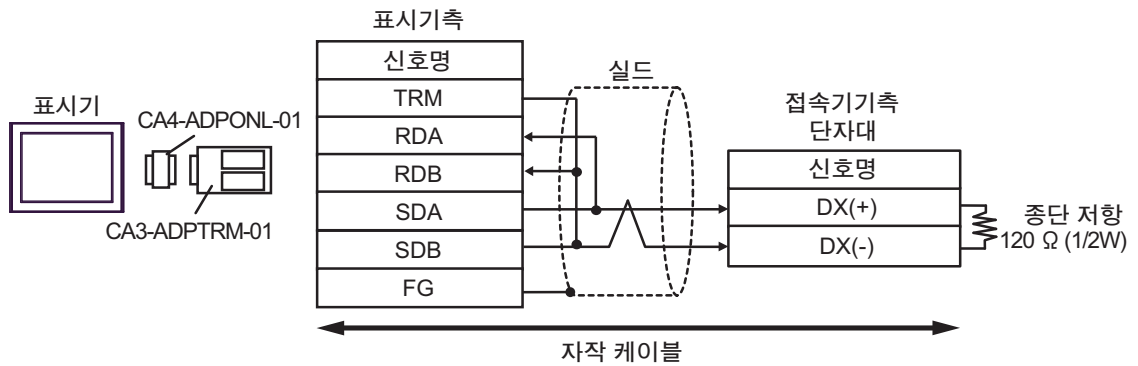 표시기
CA4-ADPONL-01
CA3-ADPTRM-01
표시기측
신호명
TRM
RDA
RDB
SDA
SDB
FG
실드
접속기기측
단자대
신호명
DX(+)
DX(-)
종단 저항
120 Ω (1/2W)
자작 케이블